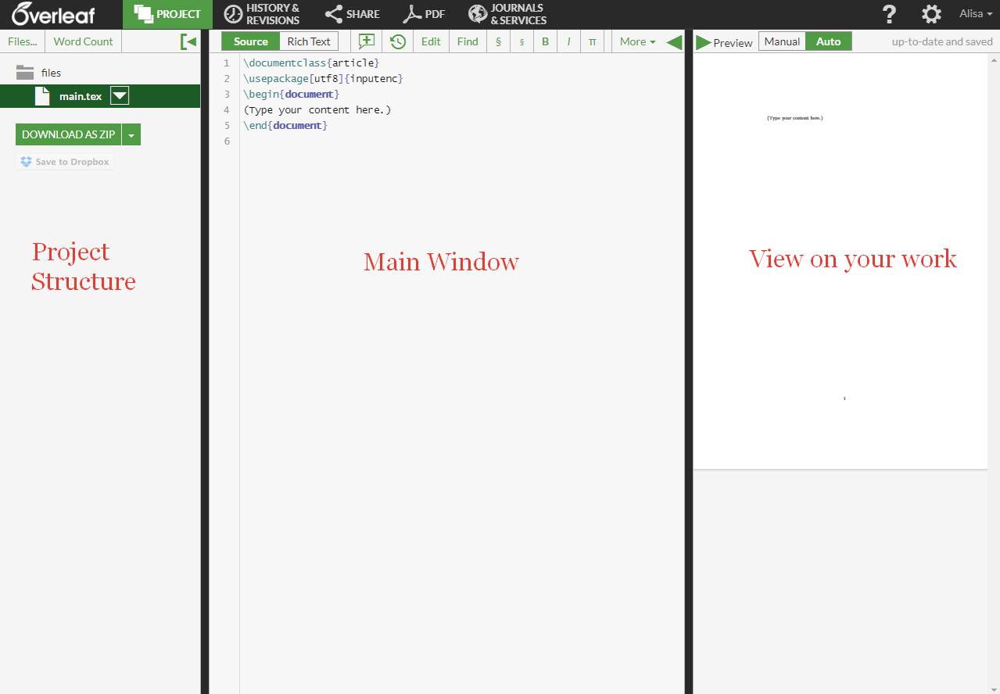 Overleaf
PROJECT
HISTORY &
REVISIONS
SHARE
PDF
JOURNALS
& SERVICES
?
Alisa
Files...
Word Count
Source
Rich Text
Edit
Find
§
§
B
I
π
More
Preview
Manual
Auto
up-to-date and saved
files
main.tex
DOWNLOAD AS ZIP
Save to Dropbox
Project
Structure
1 \documentclass{article}
2 \usepackage[utf8]{inputenc}
3 \begin{document}
4 (Type your content here.)
5 \end{document}
6
Main Window
(Type your content here.)
View on your work
1